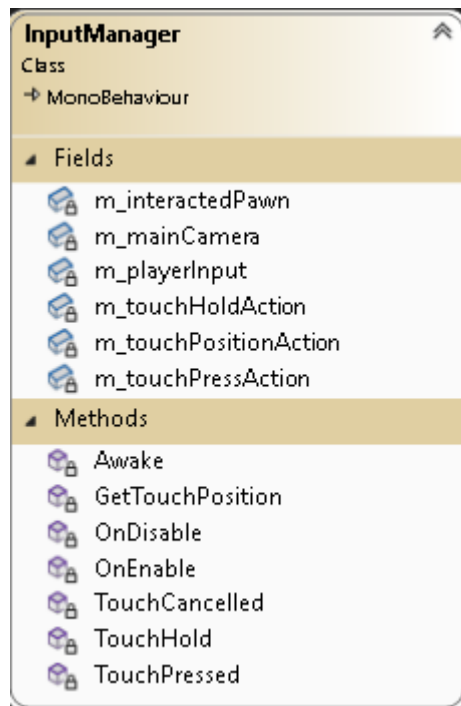 InputManager
Class
MonoBehaviour
Fields
m_interactedPawn
m_mainCamera
m_playerInput
m_touchHoldAction
m_touchPositionAction
m_touchPressAction
Methods
Awake
GetTouchPosition
OnDisable
OnEnable
TouchCancelled
TouchHold
TouchPressed